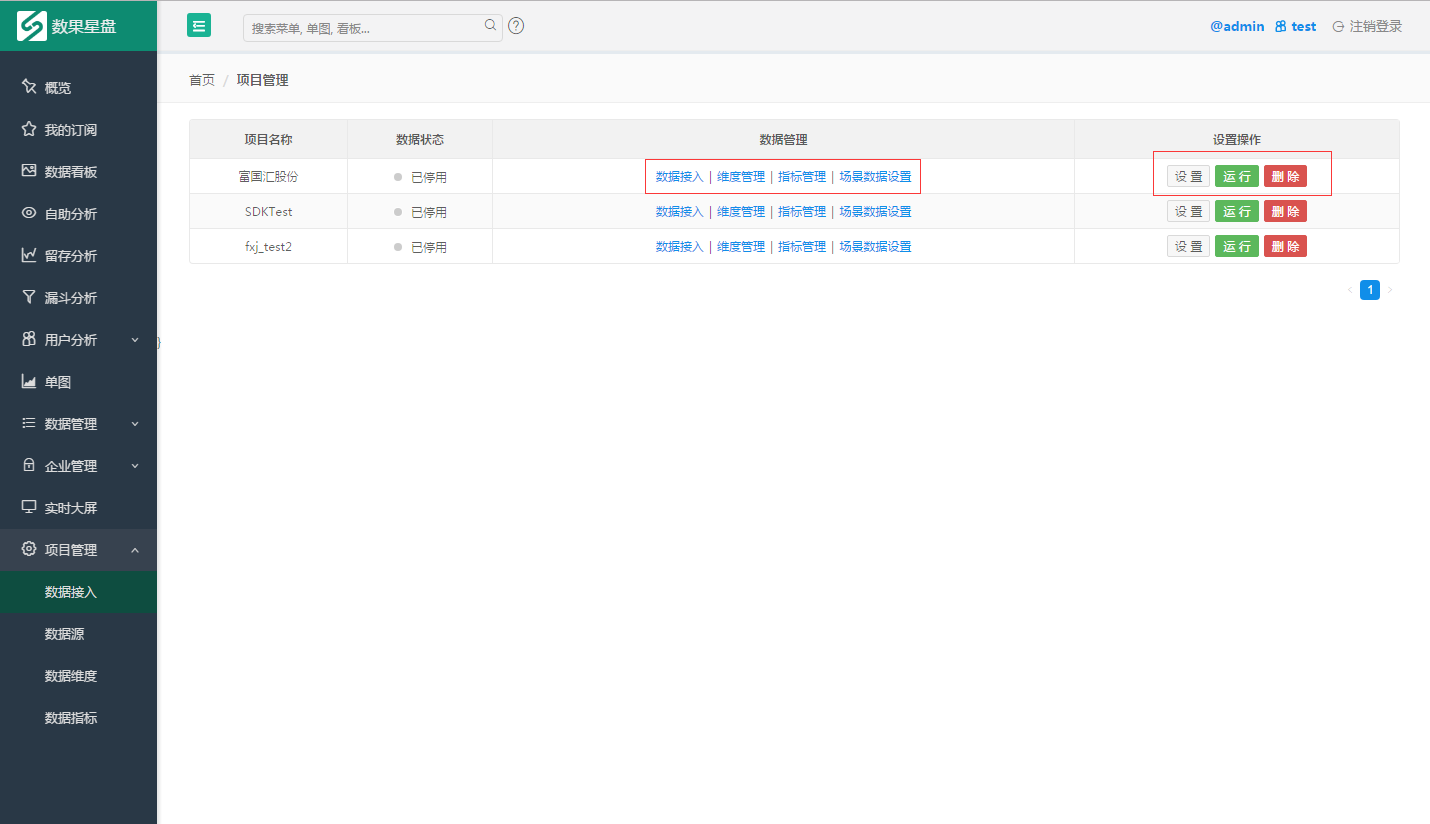 数果星盘
搜索菜单, 单图, 看板...
@admin test 注销登录
首页 / 项目管理
概览
我的订阅
数据看板
自助分析
留存分析
漏斗分析
用户分析
单图
数据管理
企业管理
实时大屏
项目管理
数据接入
数据源
数据维度
数据指标
项目名称 数据状态 数据管理 设置操作
富国汇股份 已停用 数据接入 | 维度管理 | 指标管理 | 场景数据设置 设 置 运 行 删 除
SDKTest 已停用 数据接入 | 维度管理 | 指标管理 | 场景数据设置 设 置 运 行 删 除
fxj_test2 已停用 数据接入 | 维度管理 | 指标管理 | 场景数据设置 设 置 运 行 删 除
< 1 >
}